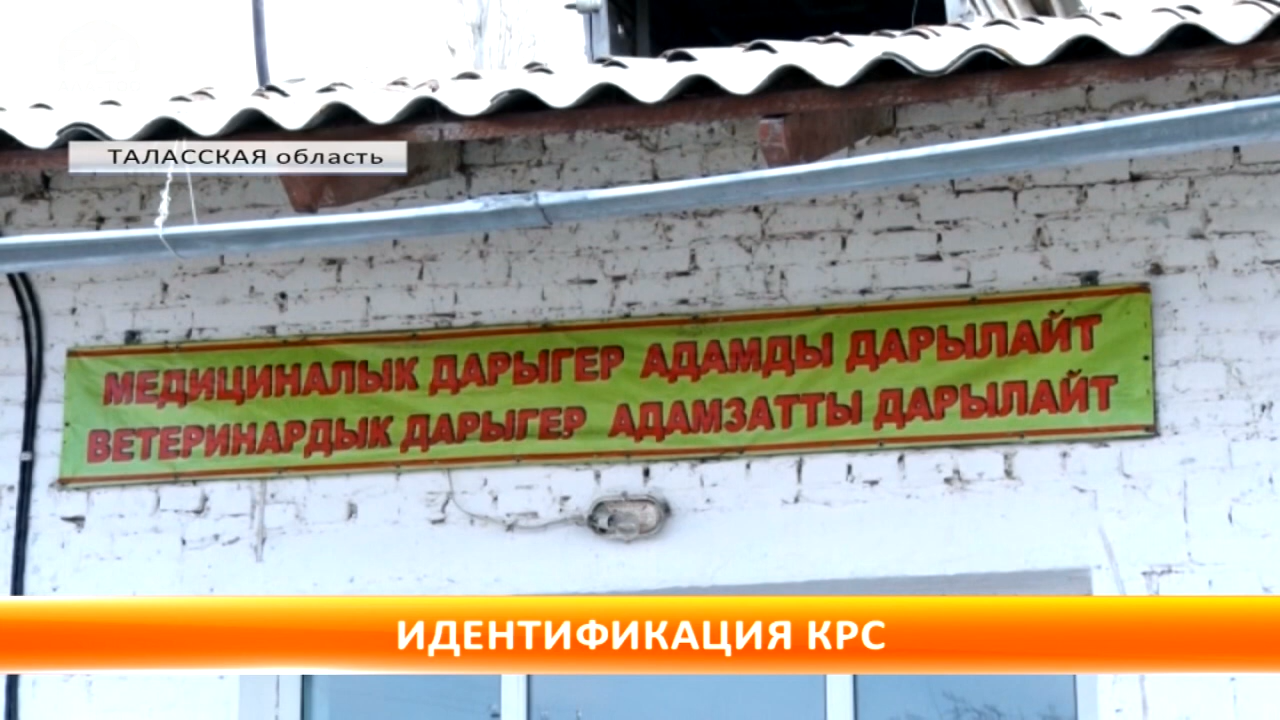 ТАЛАССКАЯ область
МЕДИЦИНАЛЫК ДАРЫГЕР АДАМДЫ ДАРЫЛАЙТ
ВЕТЕРИНАРДЫК ДАРЫГЕР АДАМЗАТТЫ ДАРЫЛАЙТ
ИДЕНТИФИКАЦИЯ КРС